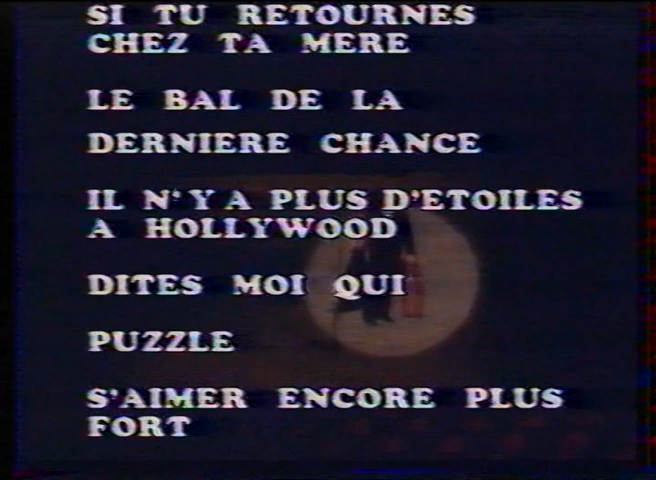 SI TU RETOURNES
CHEZ TA MERE
LE BAL DE LA
DERNIERE CHANCE
IL N'Y A PLUS D'ETOILES
A HOLLYWOOD
DITES MOI QUI
PUZZLE
S'AIMER ENCORE PLUS
FORT